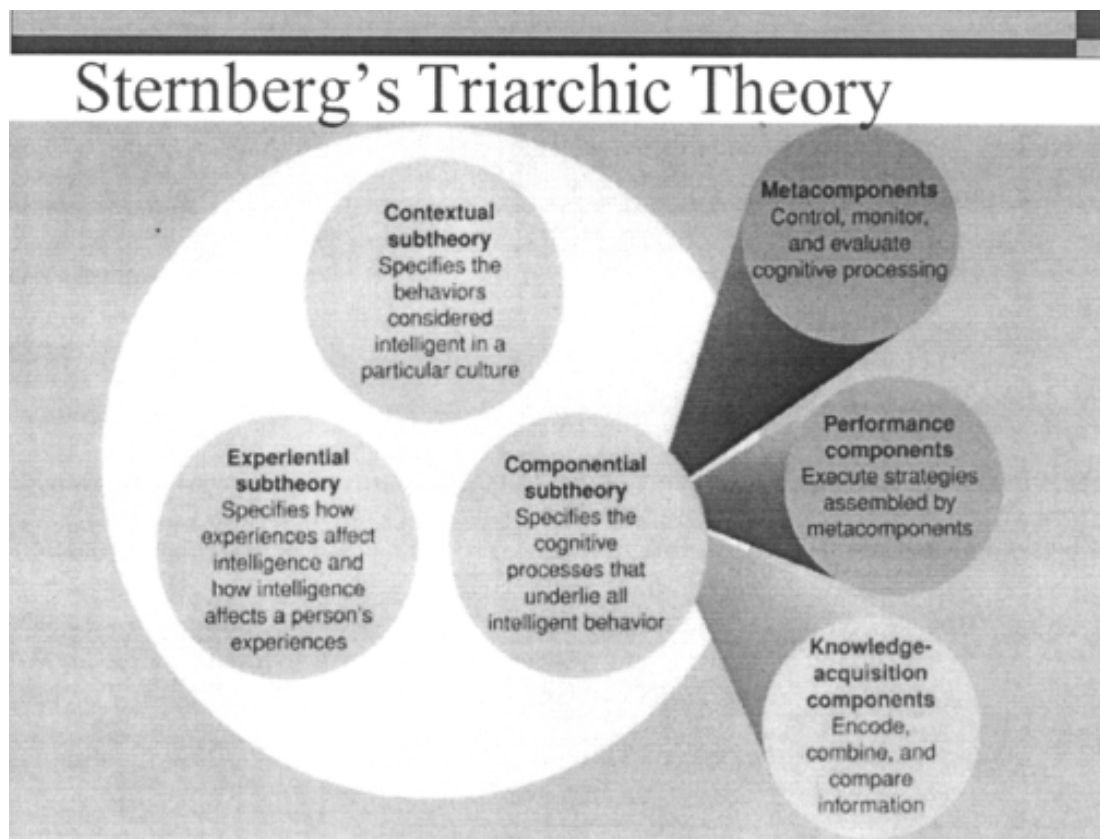 Sternberg's Triarchic Theory
Contextual
subtheory
Specifies the
behaviors
considered
intelligent in a
particular culture
Experiential
subtheory
Specifies how
experiences affect
intelligence and
how intelligence
affects a person's
experiences
Componential
subtheory
Specifies the
cognitive
processes that
underlie all
intelligent behavior
Metacomponents
Control, monitor,
and evaluate
cognitive processing
Performance
components
Execute strategies
assembled by
metacomponents
Knowledge-
acquisition
components
Encode,
combine, and
compare
information